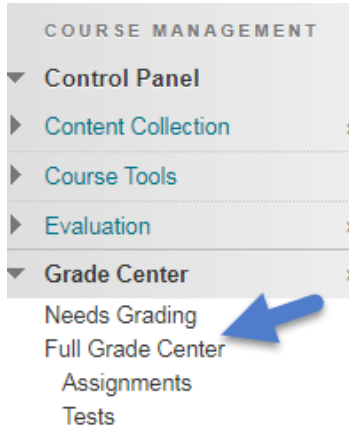 COURSE MANAGEMENT
Control Panel
Content Collection
Course Tools
Evaluation
Grade Center
Needs Grading
Full Grade Center
Assignments
Tests